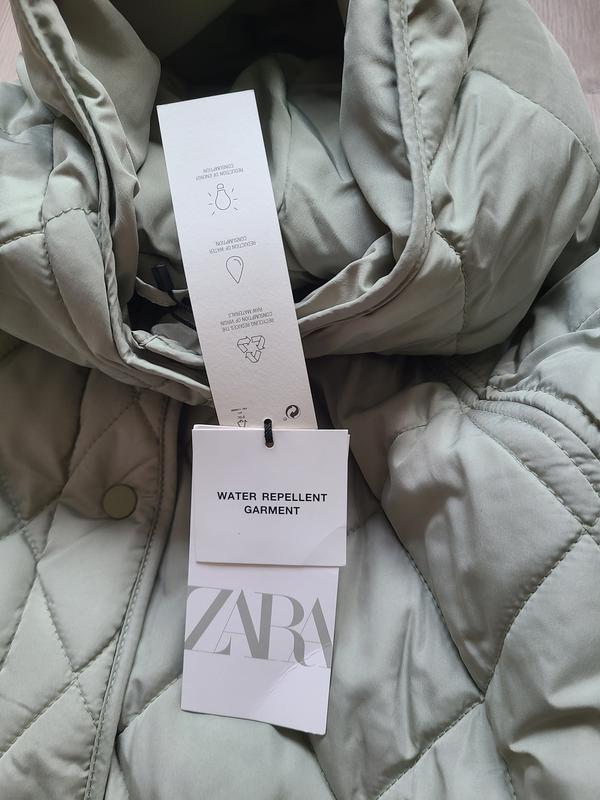 REDUCTION OF ENERGY
CONSUMPTION
REDUCTION OF WATER
CONSUMPTION
RECYCLING REDUCES THE
CONSUMPTION OF VIRGIN
RAW MATERIALS
WATER REPELLENT
GARMENT
ZARA